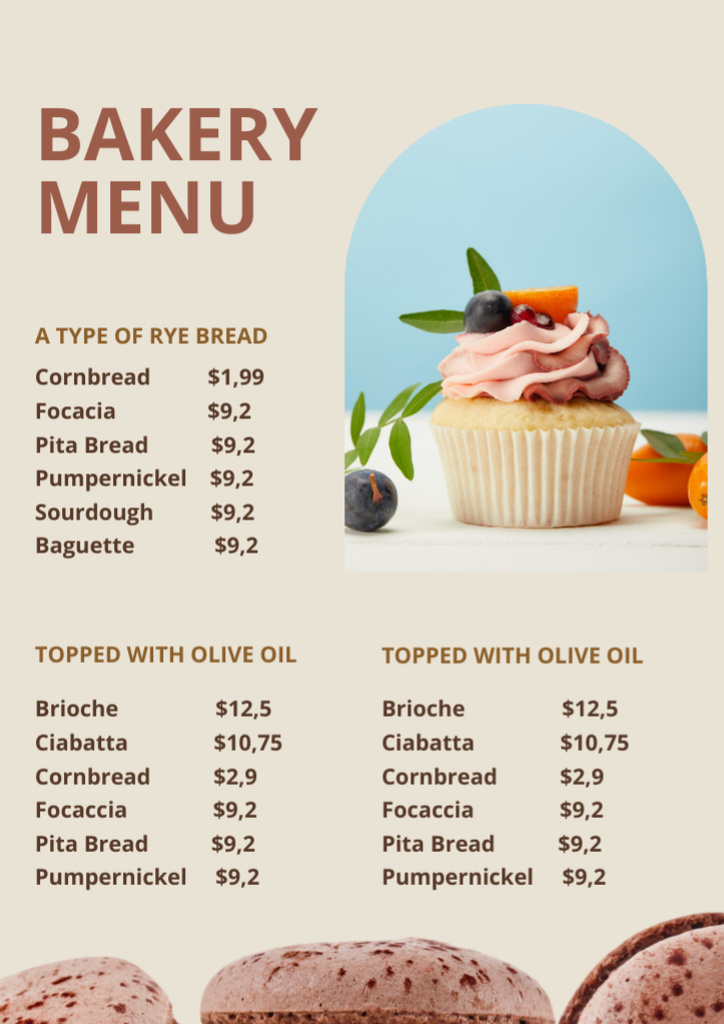 BAKERY
MENU
A TYPE OF RYE BREAD
Cornbread $1,99
Focacia $9,2
Pita Bread $9,2
Pumpernickel $9,2
Sourdough $9,2
Baguette $9,2
TOPPED WITH OLIVE OIL
Brioche $12,5
Ciabatta $10,75
Cornbread $2,9
Focaccia $9,2
Pita Bread $9,2
Pumpernickel $9,2
TOPPED WITH OLIVE OIL
Brioche $12,5
Ciabatta $10,75
Cornbread $2,9
Focaccia $9,2
Pita Bread $9,2
Pumpernickel $9,2